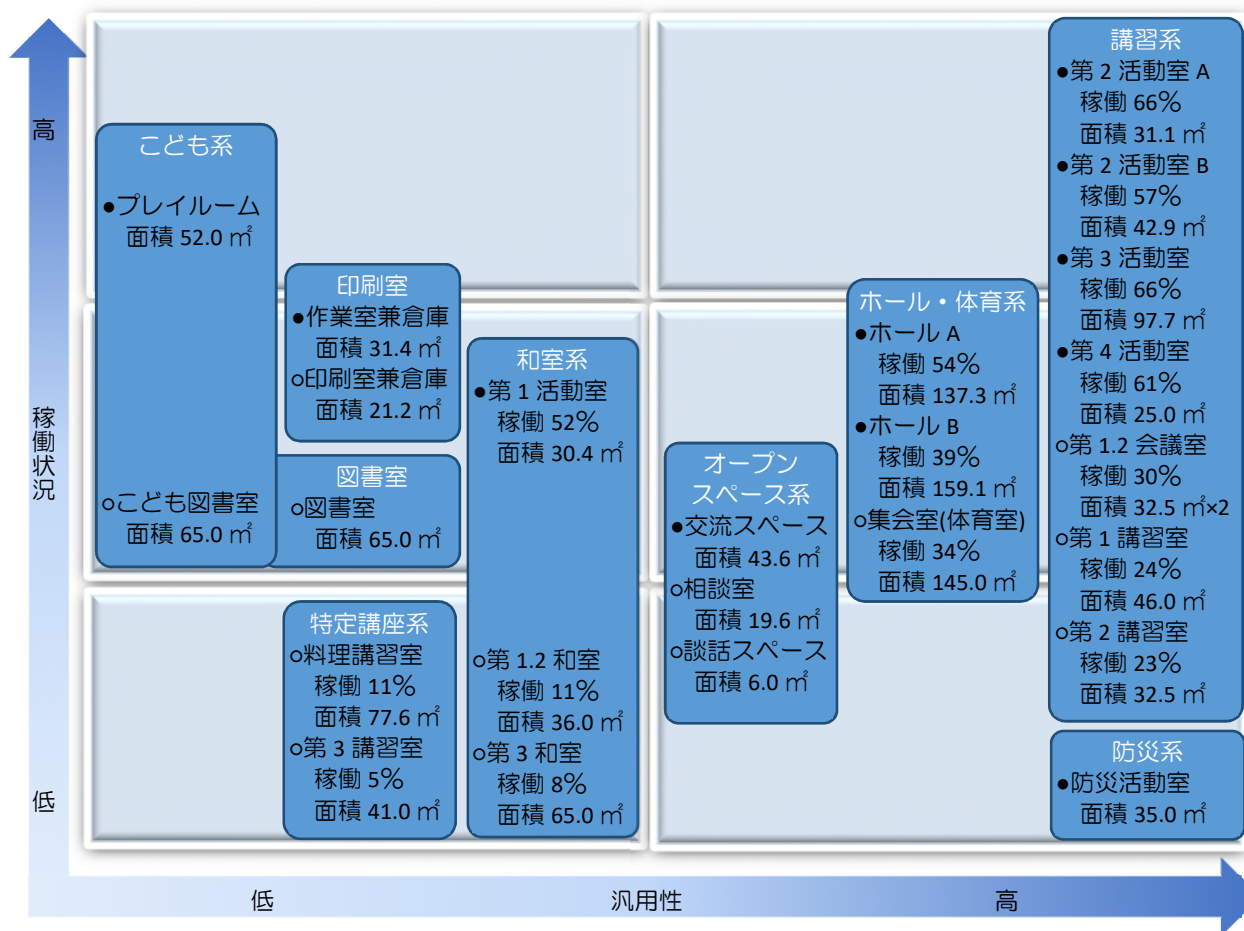 高
稼働状況
低
こども系
●プレイルーム
面積 52.0 ㎡
○こども図書室
面積 65.0 ㎡
印刷室
●作業室兼倉庫
面積 31.4 ㎡
○印刷室兼倉庫
面積 21.2 ㎡
図書室
○図書室
面積 65.0 ㎡
特定講座系
○料理講習室
稼働 11%
面積 77.6 ㎡
○第 3 講習室
稼働 5%
面積 41.0 ㎡
和室系
●第 1 活動室
稼働 52%
面積 30.4 ㎡
○第 1.2 和室
稼働 11%
面積 36.0 ㎡
○第 3 和室
稼働 8%
面積 65.0 ㎡
オープン
スペース系
●交流スペース
面積 43.6 ㎡
○相談室
面積 19.6 ㎡
○談話スペース
面積 6.0 ㎡
ホール・体育系
●ホール A
稼働 54%
面積 137.3 ㎡
●ホール B
稼働 39%
面積 159.1 ㎡
○集会室(体育室)
稼働 34%
面積 145.0 ㎡
講習系
●第 2 活動室 A
稼働 66%
面積 31.1 ㎡
●第 2 活動室 B
稼働 57%
面積 42.9 ㎡
●第 3 活動室
稼働 66%
面積 97.7 ㎡
●第 4 活動室
稼働 61%
面積 25.0 ㎡
○第 1.2 会議室
稼働 30%
面積 32.5 ㎡×2
○第 1 講習室
稼働 24%
面積 46.0 ㎡
○第 2 講習室
稼働 23%
面積 32.5 ㎡
防災系
●防災活動室
面積 35.0 ㎡
低
汎用性
高